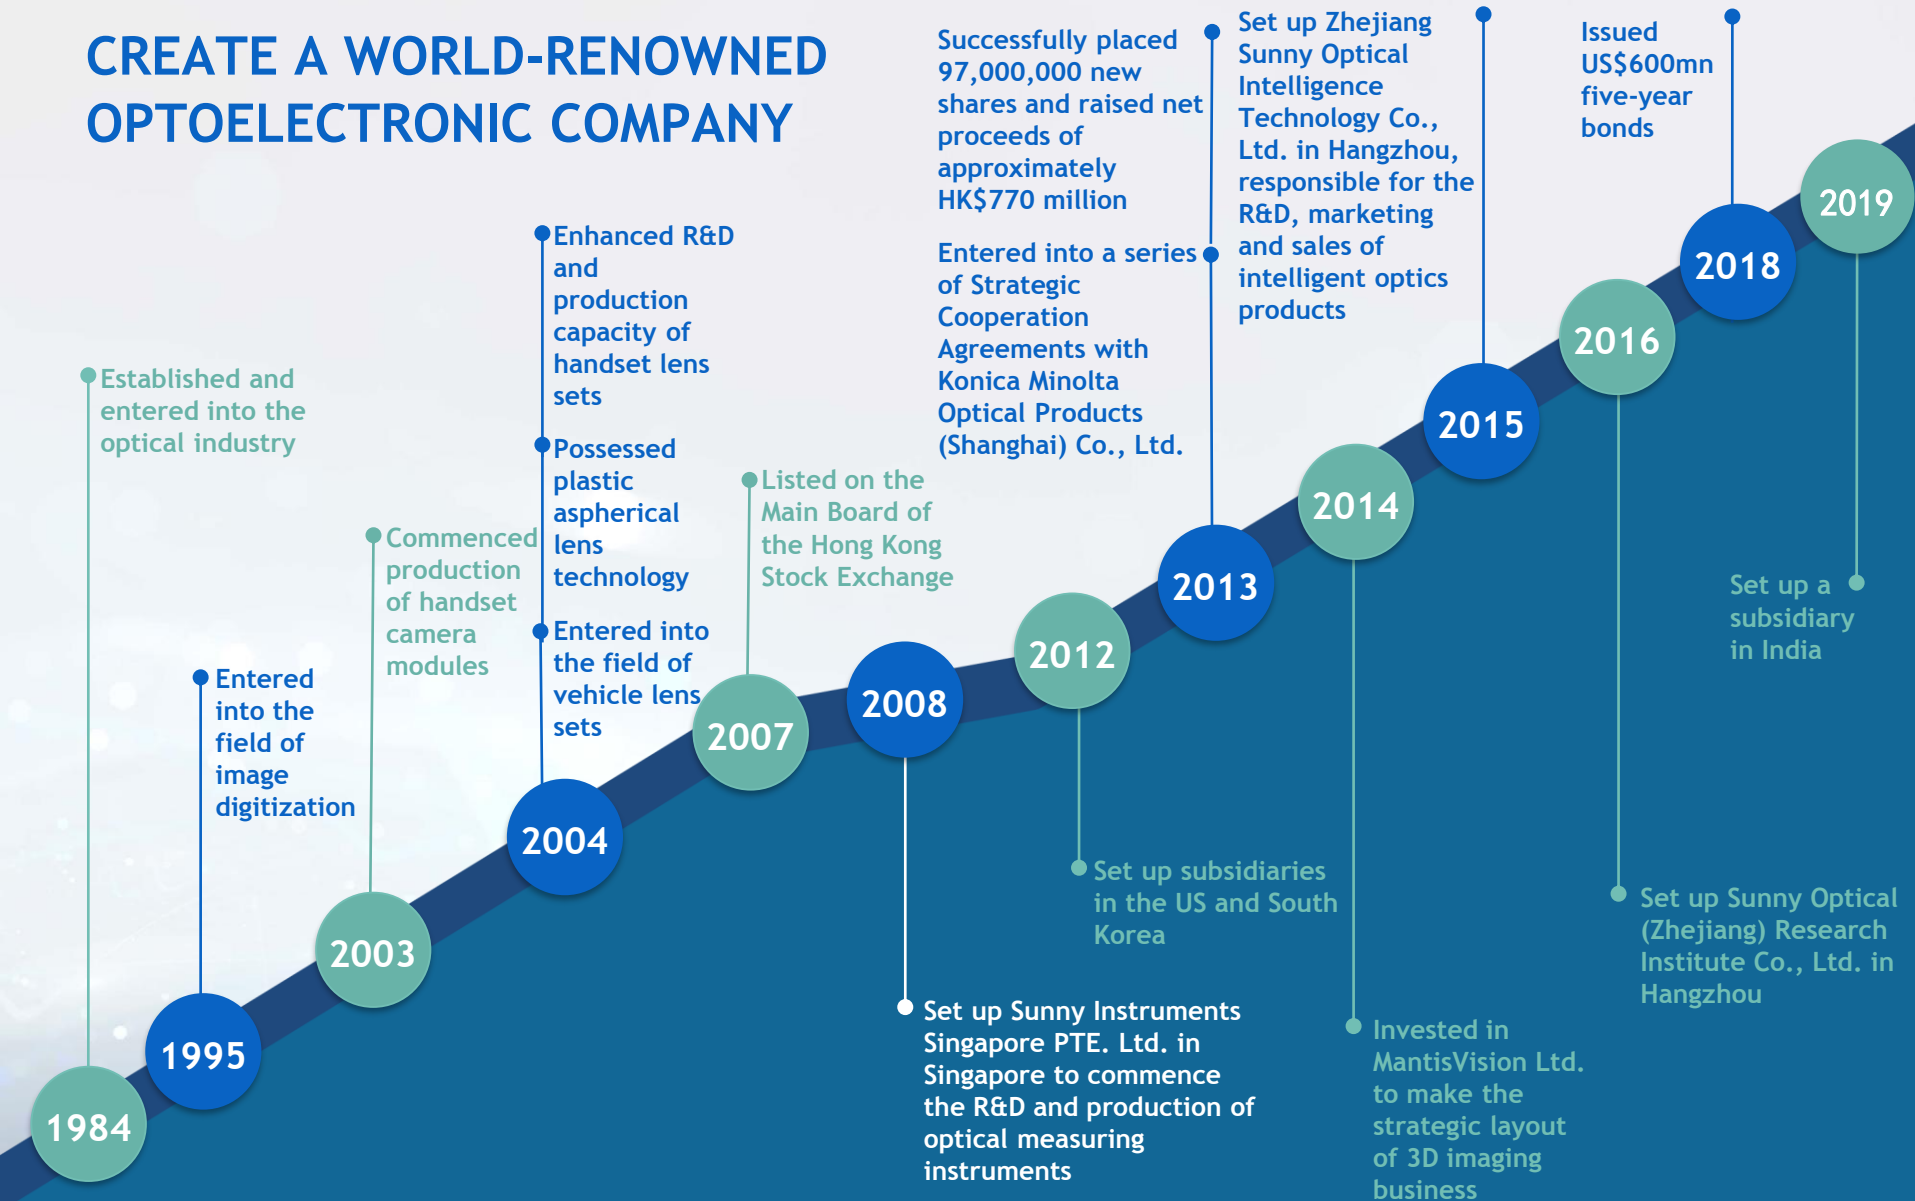 CREATE A WORLD-RENOWNED
OPTOELECTRONIC COMPANY
1984
Established and
entered into the
optical industry
1995
Entered
into the
field of
image
digitization
2003
Commenced
production
of handset
camera
modules
2004
Enhanced R&D
and
production
capacity of
handset lens
sets
Possessed
plastic
aspherical
lens
technology
Entered into
the field of
vehicle lens
sets
2007
Listed on the
Main Board of
the Hong Kong
Stock Exchange
2008
Set up Sunny Instruments
Singapore PTE. Ltd. in
Singapore to commence
the R&D and production of
optical measuring
instruments
2012
Set up subsidiaries
in the US and South
Korea
2013
Successfully placed
97,000,000 new
shares and raised net
proceeds of
approximately
HK$770 million
Entered into a series
of Strategic
Cooperation
Agreements with
Konica Minolta
Optical Products
(Shanghai) Co., Ltd.
2014
Invested in
MantisVision Ltd.
to make the
strategic layout
of 3D imaging
business
2015
Set up Zhejiang
Sunny Optical
Intelligence
Technology Co.,
Ltd. in Hangzhou,
responsible for the
R&D, marketing
and sales of
intelligent optics
products
2016
Set up Sunny Optical
(Zhejiang) Research
Institute Co., Ltd. in
Hangzhou
2018
Issued
US$600mn
five-year
bonds
2019
Set up a
subsidiary
in India